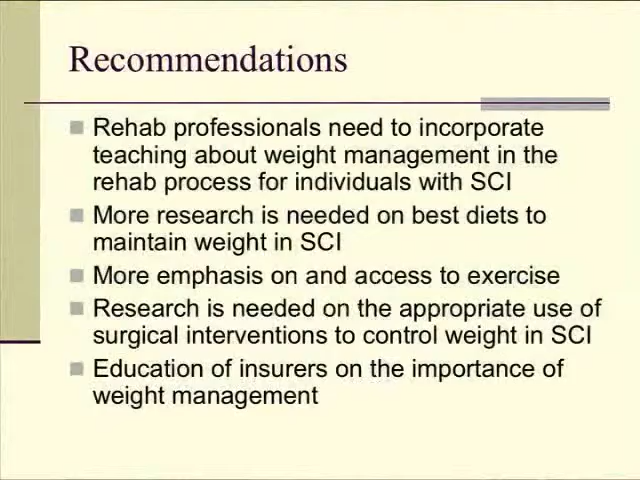 Recommendations
Rehab professionals need to incorporate
teaching about weight management in the
rehab process for individuals with SCI
More research is needed on best diets to
maintain weight in SCI
More emphasis on and access to exercise
Research is needed on the appropriate use of
surgical interventions to control weight in SCI
Education of insurers on the importance of
weight management